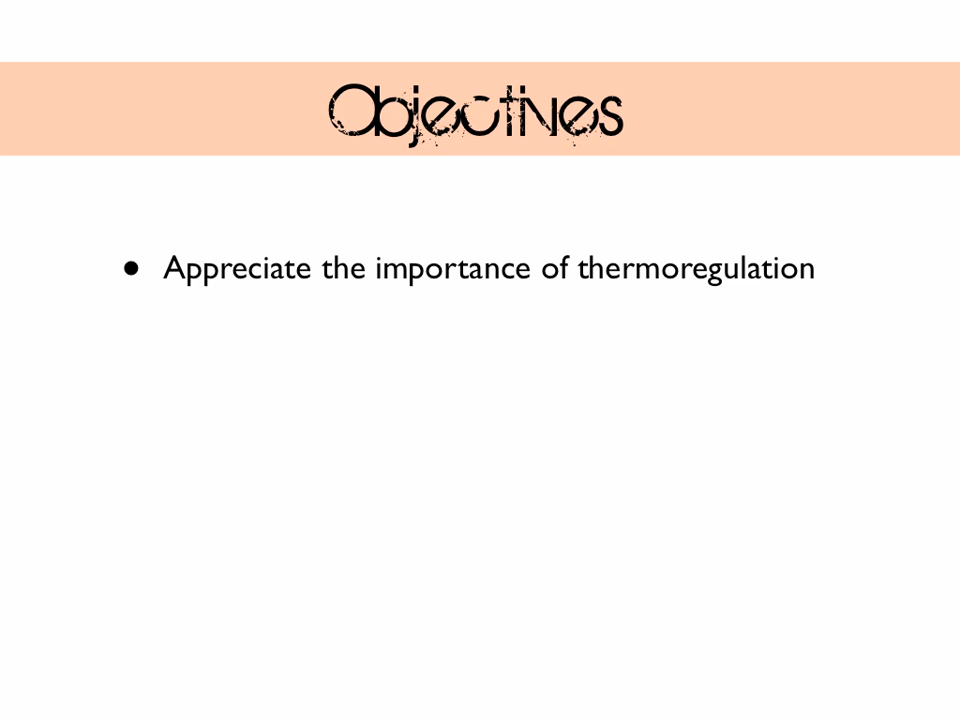 Objectives
• Appreciate the importance of thermoregulation